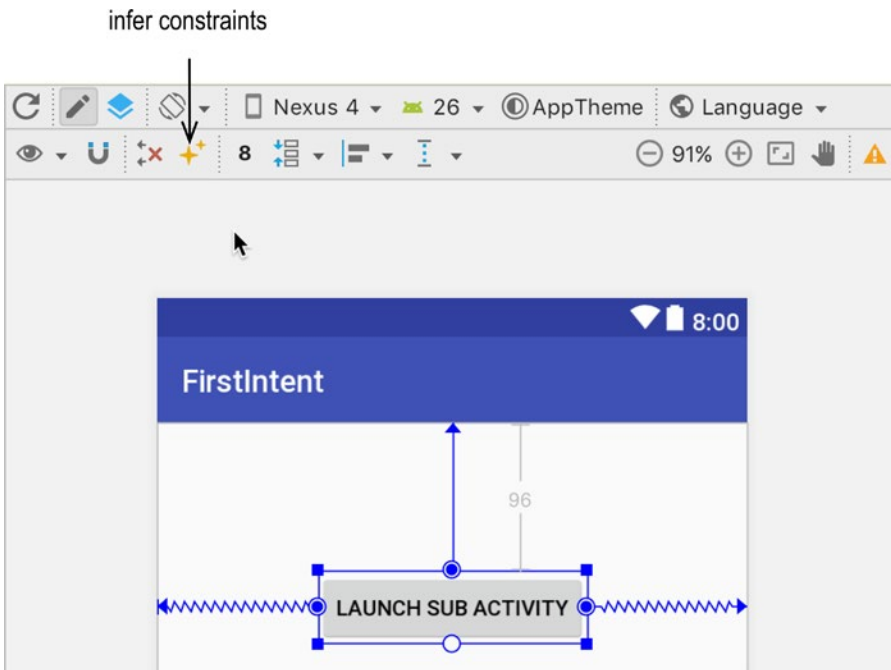 infer constraints
Nexus 4 26 AppTheme Language
8 91%
8:00
FirstIntent
96
LAUNCH SUB ACTIVITY